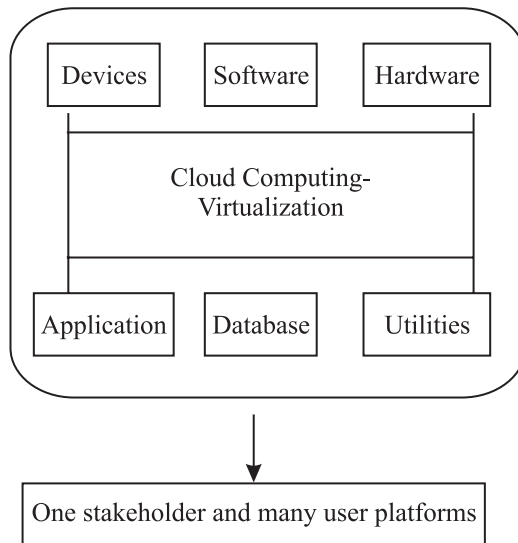 Devices
Software
Hardware
Cloud Computing-
Virtualization
Application
Database
Utilities
One stakeholder and many user platforms